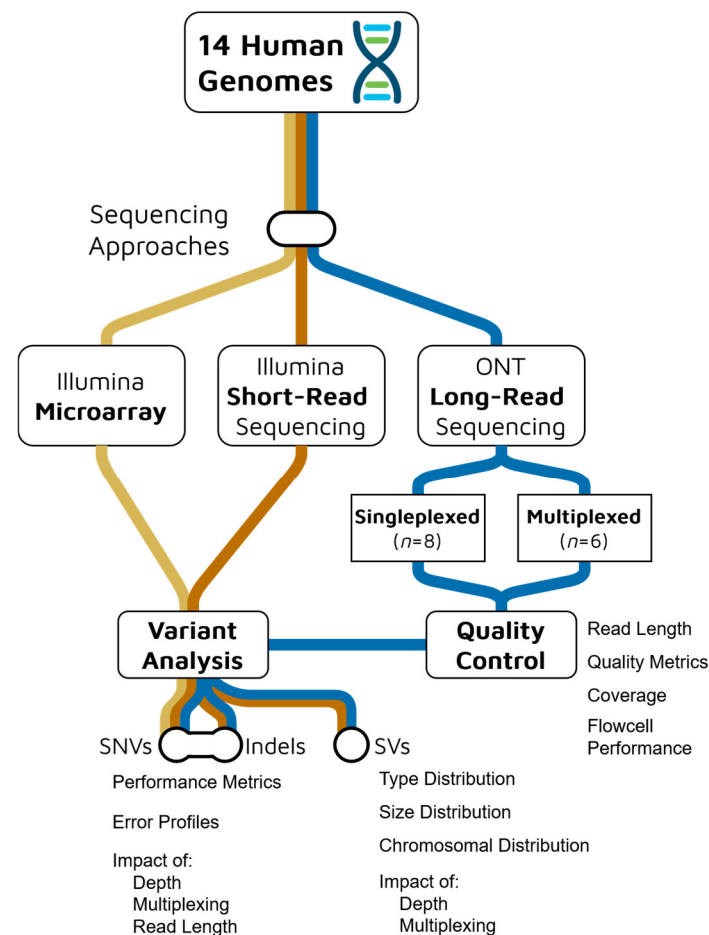 14 Human
Genomes
Sequencing
Approaches
Illumina
Microarray
Illumina
Short-Read
Sequencing
ONT
Long-Read
Sequencing
Singleplexed
(n=8)
Multiplexed
(n=6)
Variant
Analysis
Quality
Control
Read Length
Quality Metrics
Coverage
Flowcell
Performance
SNVs
Indels
SVs
Performance Metrics
Error Profiles
Impact of:
Depth
Multiplexing
Read Length
Type Distribution
Size Distribution
Chromosomal Distribution
Impact of:
Depth
Multiplexing